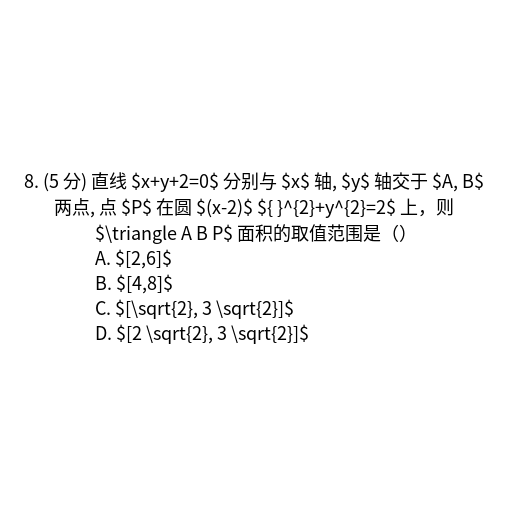 8. (5 分) 直线 $x+y+2=0$ 分别与 $x$ 轴, $y$ 轴交于 $A, B$
两点, 点 $P$ 在圆 $(x-2)$ ${ }^{2}+y^{2}=2$ 上，则
$\triangle A B P$ 面积的取值范围是（）
A. $[2,6]$
B. $[4,8]$
C. $[\sqrt{2}, 3 \sqrt{2}]$
D. $[2 \sqrt{2}, 3 \sqrt{2}]$